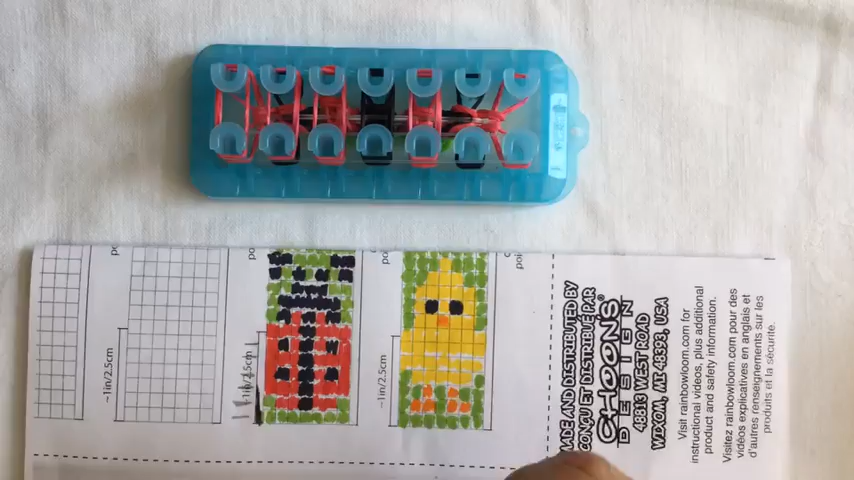 ~1in/2.5cm
~1in/2.5cm
~1in/2.5cm
MADE AND DISTRIBUTED BY
CONÇU ET DISTRIBUÉ PAR
CHOONS®
DESIGN
48813 WEST ROAD
WIXOM, MI 48393, USA
Visit rainbowloom.com for
instructional videos, plus additional
product and safety information.
Visitez rainbowloom.com pour des
vidéos explicatives en anglais et
d'autres renseignements sur les
produits et la sécurité.